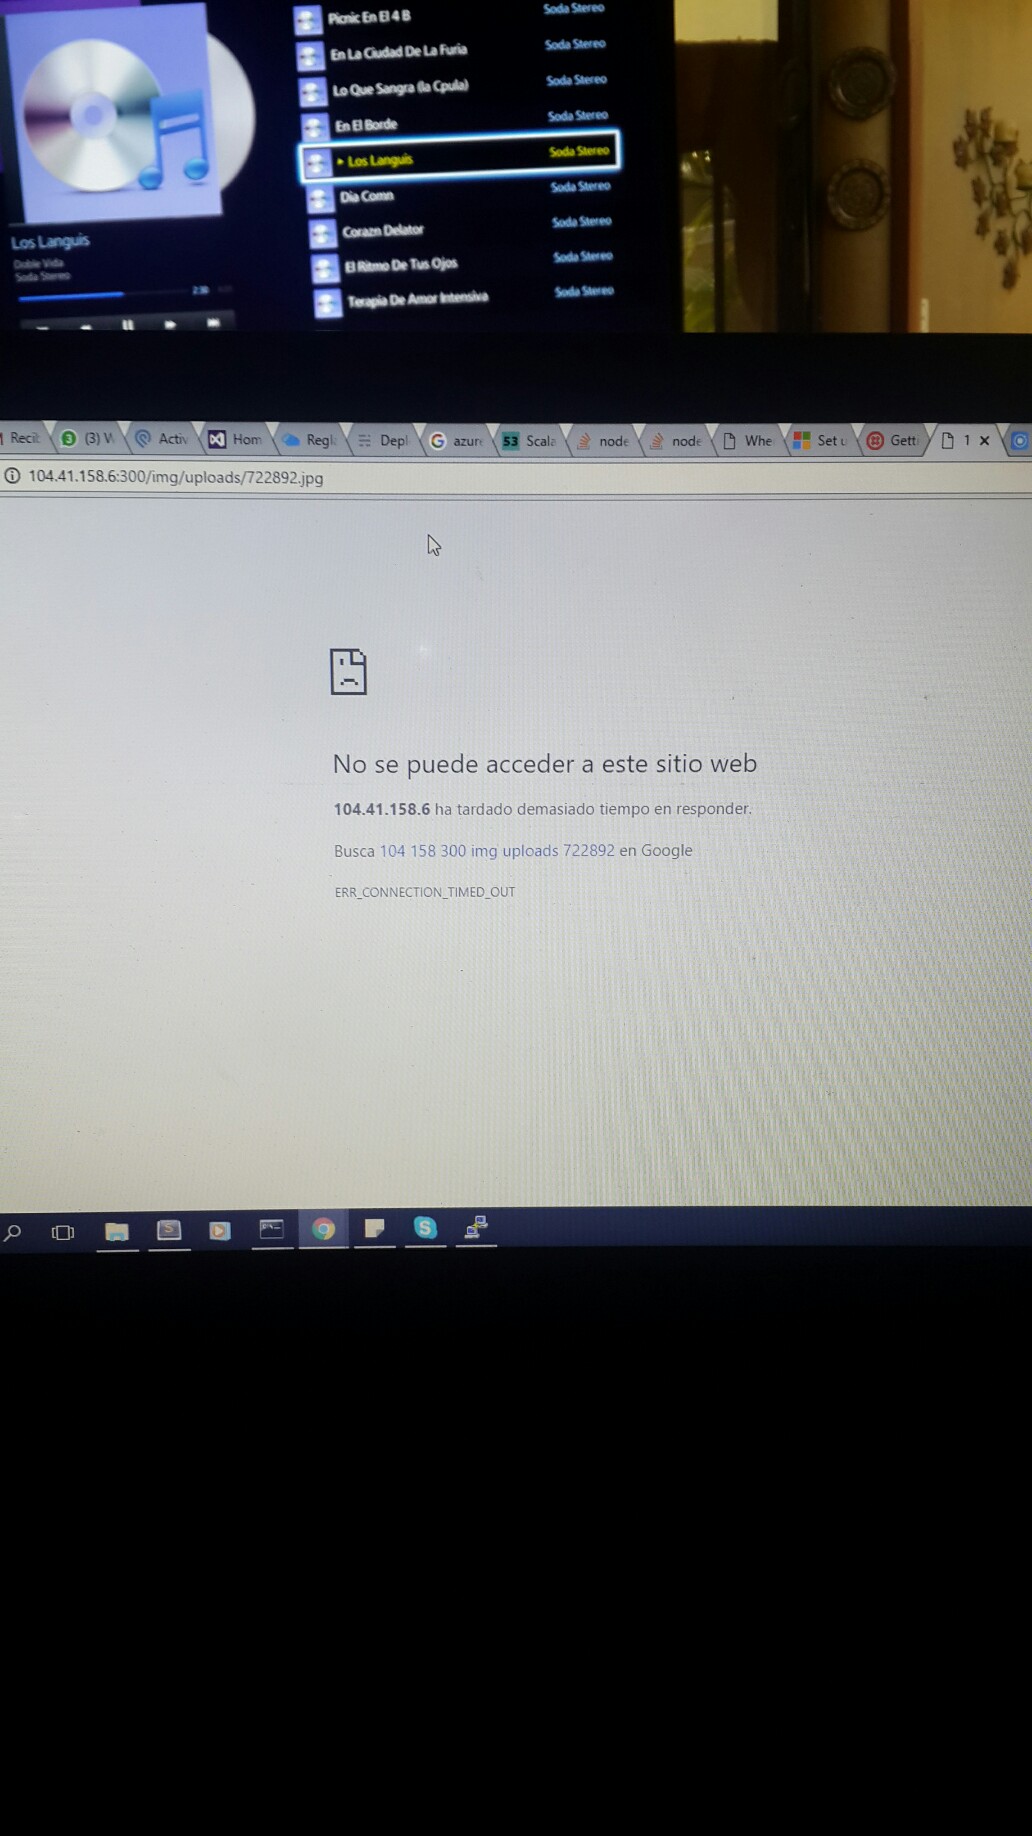 Picnic En El 4 B Soda Stereo
En La Ciudad De La Furia Soda Stereo
Lo Que Sangra (la Cpula) Soda Stereo
En El Borde Soda Stereo
Los Languis Soda Stereo
Dia Comn Soda Stereo
Corazn Delator Soda Stereo
El Ritmo De Tus Ojos Soda Stereo
Terapia De Amor Intensiva Soda Stereo
Los Languis
Doble Vida
Soda Stereo
Recib (3) W Activ Hom Regl Depl azure 53 Scala node node Whe Set u Getti 1
104.41.158.6:300/img/uploads/722892.jpg
No se puede acceder a este sitio web
104.41.158.6 ha tardado demasiado tiempo en responder.
Busca 104 158 300 img uploads 722892 en Google
ERR_CONNECTION_TIMED_OUT